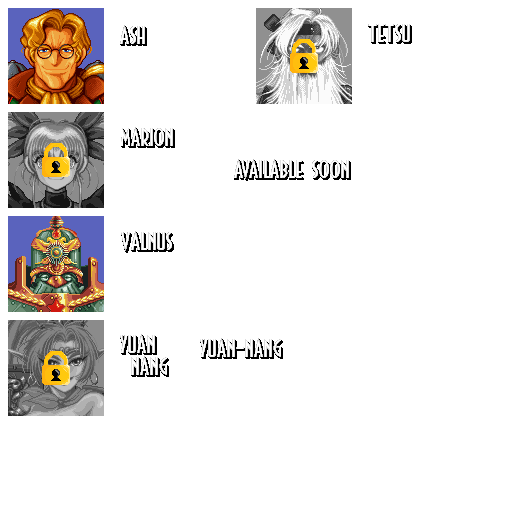 ASH
TETSU
MARION
AVAILABLE SOON
VALNUS
YUAN
NANG
YUAN-NANG